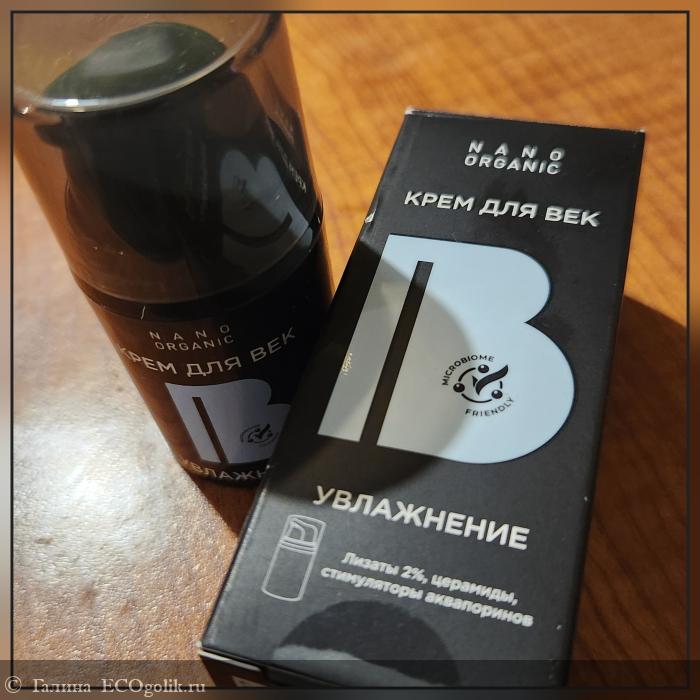 NANO
ORGANIC
КРЕМ ДЛЯ ВЕК
В
MICROBIOME
FRIENDLY
УВЛАЖНЕНИЕ
Лизаты 2%, церамиды,
стимуляторы аквапоринов
NANO
ORGANIC
КРЕМ ДЛЯ ВЕК
В
© Галина ECOgolik.ru